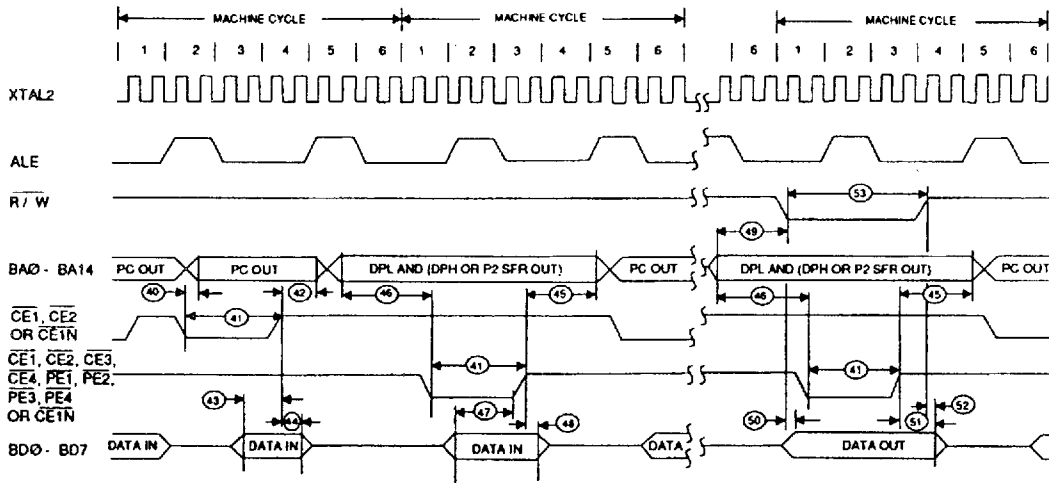 MACHINE CYCLE MACHINE CYCLE MACHINE CYCLE
1 2 3 4 5 6 1 2 3 4 5 6 6 1 2 3 4 5 6
XTAL2
ALE
R / W
53
49
BAØ - BA14 PC OUT PC OUT DPL AND (DPH OR P2 SFR OUT) PC OUT DPL AND (DPH OR P2 SFR OUT) PC OUT
40 42 46 45 46 45
CE1, CE2
OR CE1N
41
CE1, CE2, CE3,
CE4, PE1, PE2,
PE3, PE4
OR CE1N
41 41
43 44 47 48 50 51 52
BDØ - BD7 DATA IN DATA IN DATA IN DATA DATA OUT